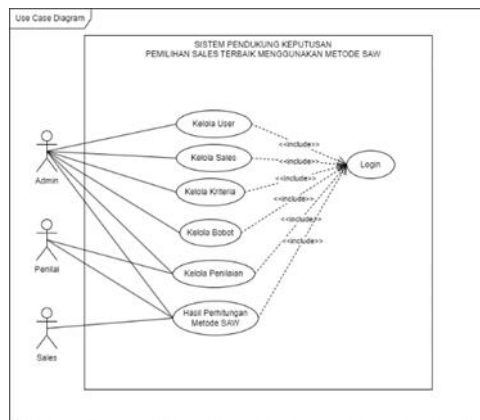 Use Case Diagram
SISTEM PENDUKUNG KEPUTUSAN
PEMILIHAN SALES TERBAIK MENGGUNAKAN METODE SAW
Kelola User
<<include>>
Kelola Sales
<<include>>
Login
Admin
Kelola Kriteria
<<include>>
<<include>>
Kelola Bobot
<<include>>
Penilai
Kelola Penilaian
Hasil Perhitungan
Metode SAW
Sales